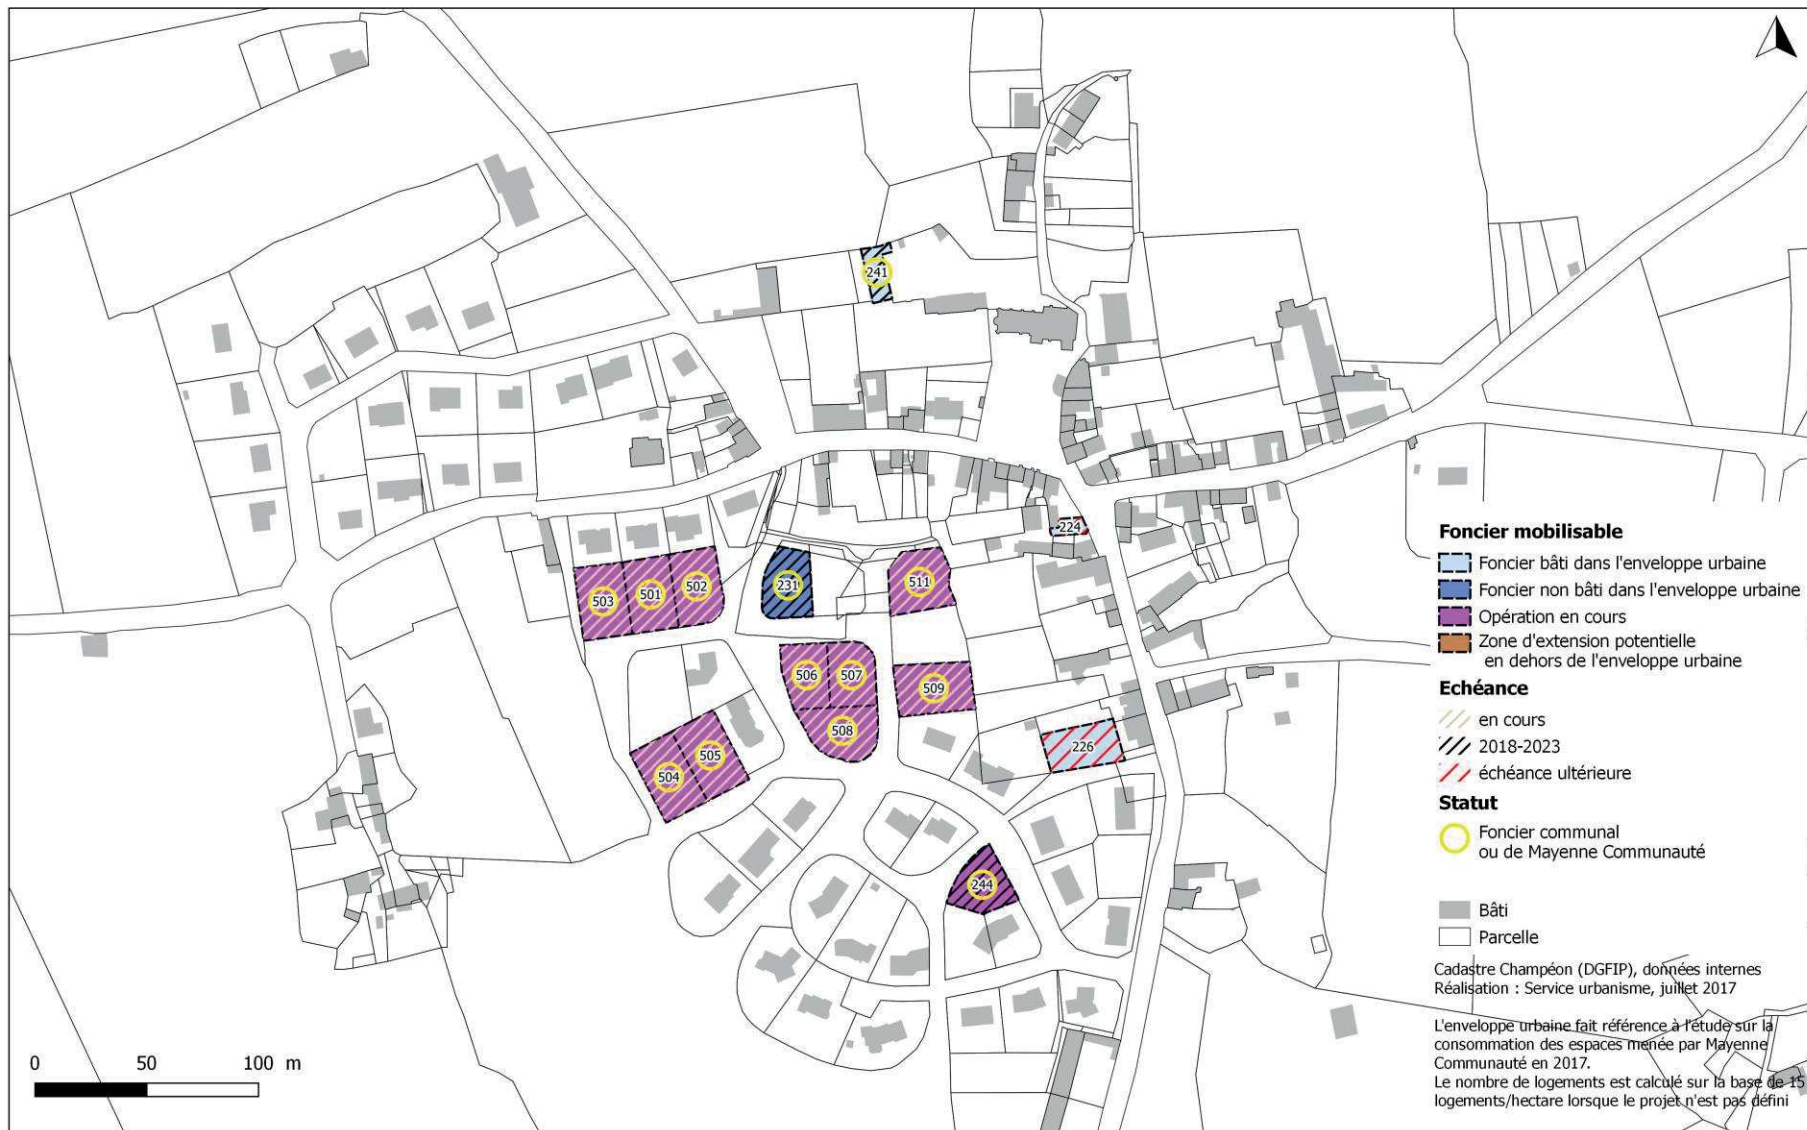 241
224
231
511
503
501
502
506
507
509
508
505
504
226
244
Foncier mobilisable
Foncier bâti dans l'enveloppe urbaine
Foncier non bâti dans l'enveloppe urbaine
Opération en cours
Zone d'extension potentielle
en dehors de l'enveloppe urbaine
Echéance
en cours
2018-2023
échéance ultérieure
Statut
Foncier communal
ou de Mayenne Communauté
Bâti
Parcelle
Cadastre Champéon (DGFIP), données internes
Réalisation : Service urbanisme, juillet 2017
L'enveloppe urbaine fait référence à l'étude sur la
consommation des espaces menée par Mayenne
Communauté en 2017.
Le nombre de logements est calculé sur la base de 15
logements/hectare lorsque le projet n'est pas défini
0 50 100 m